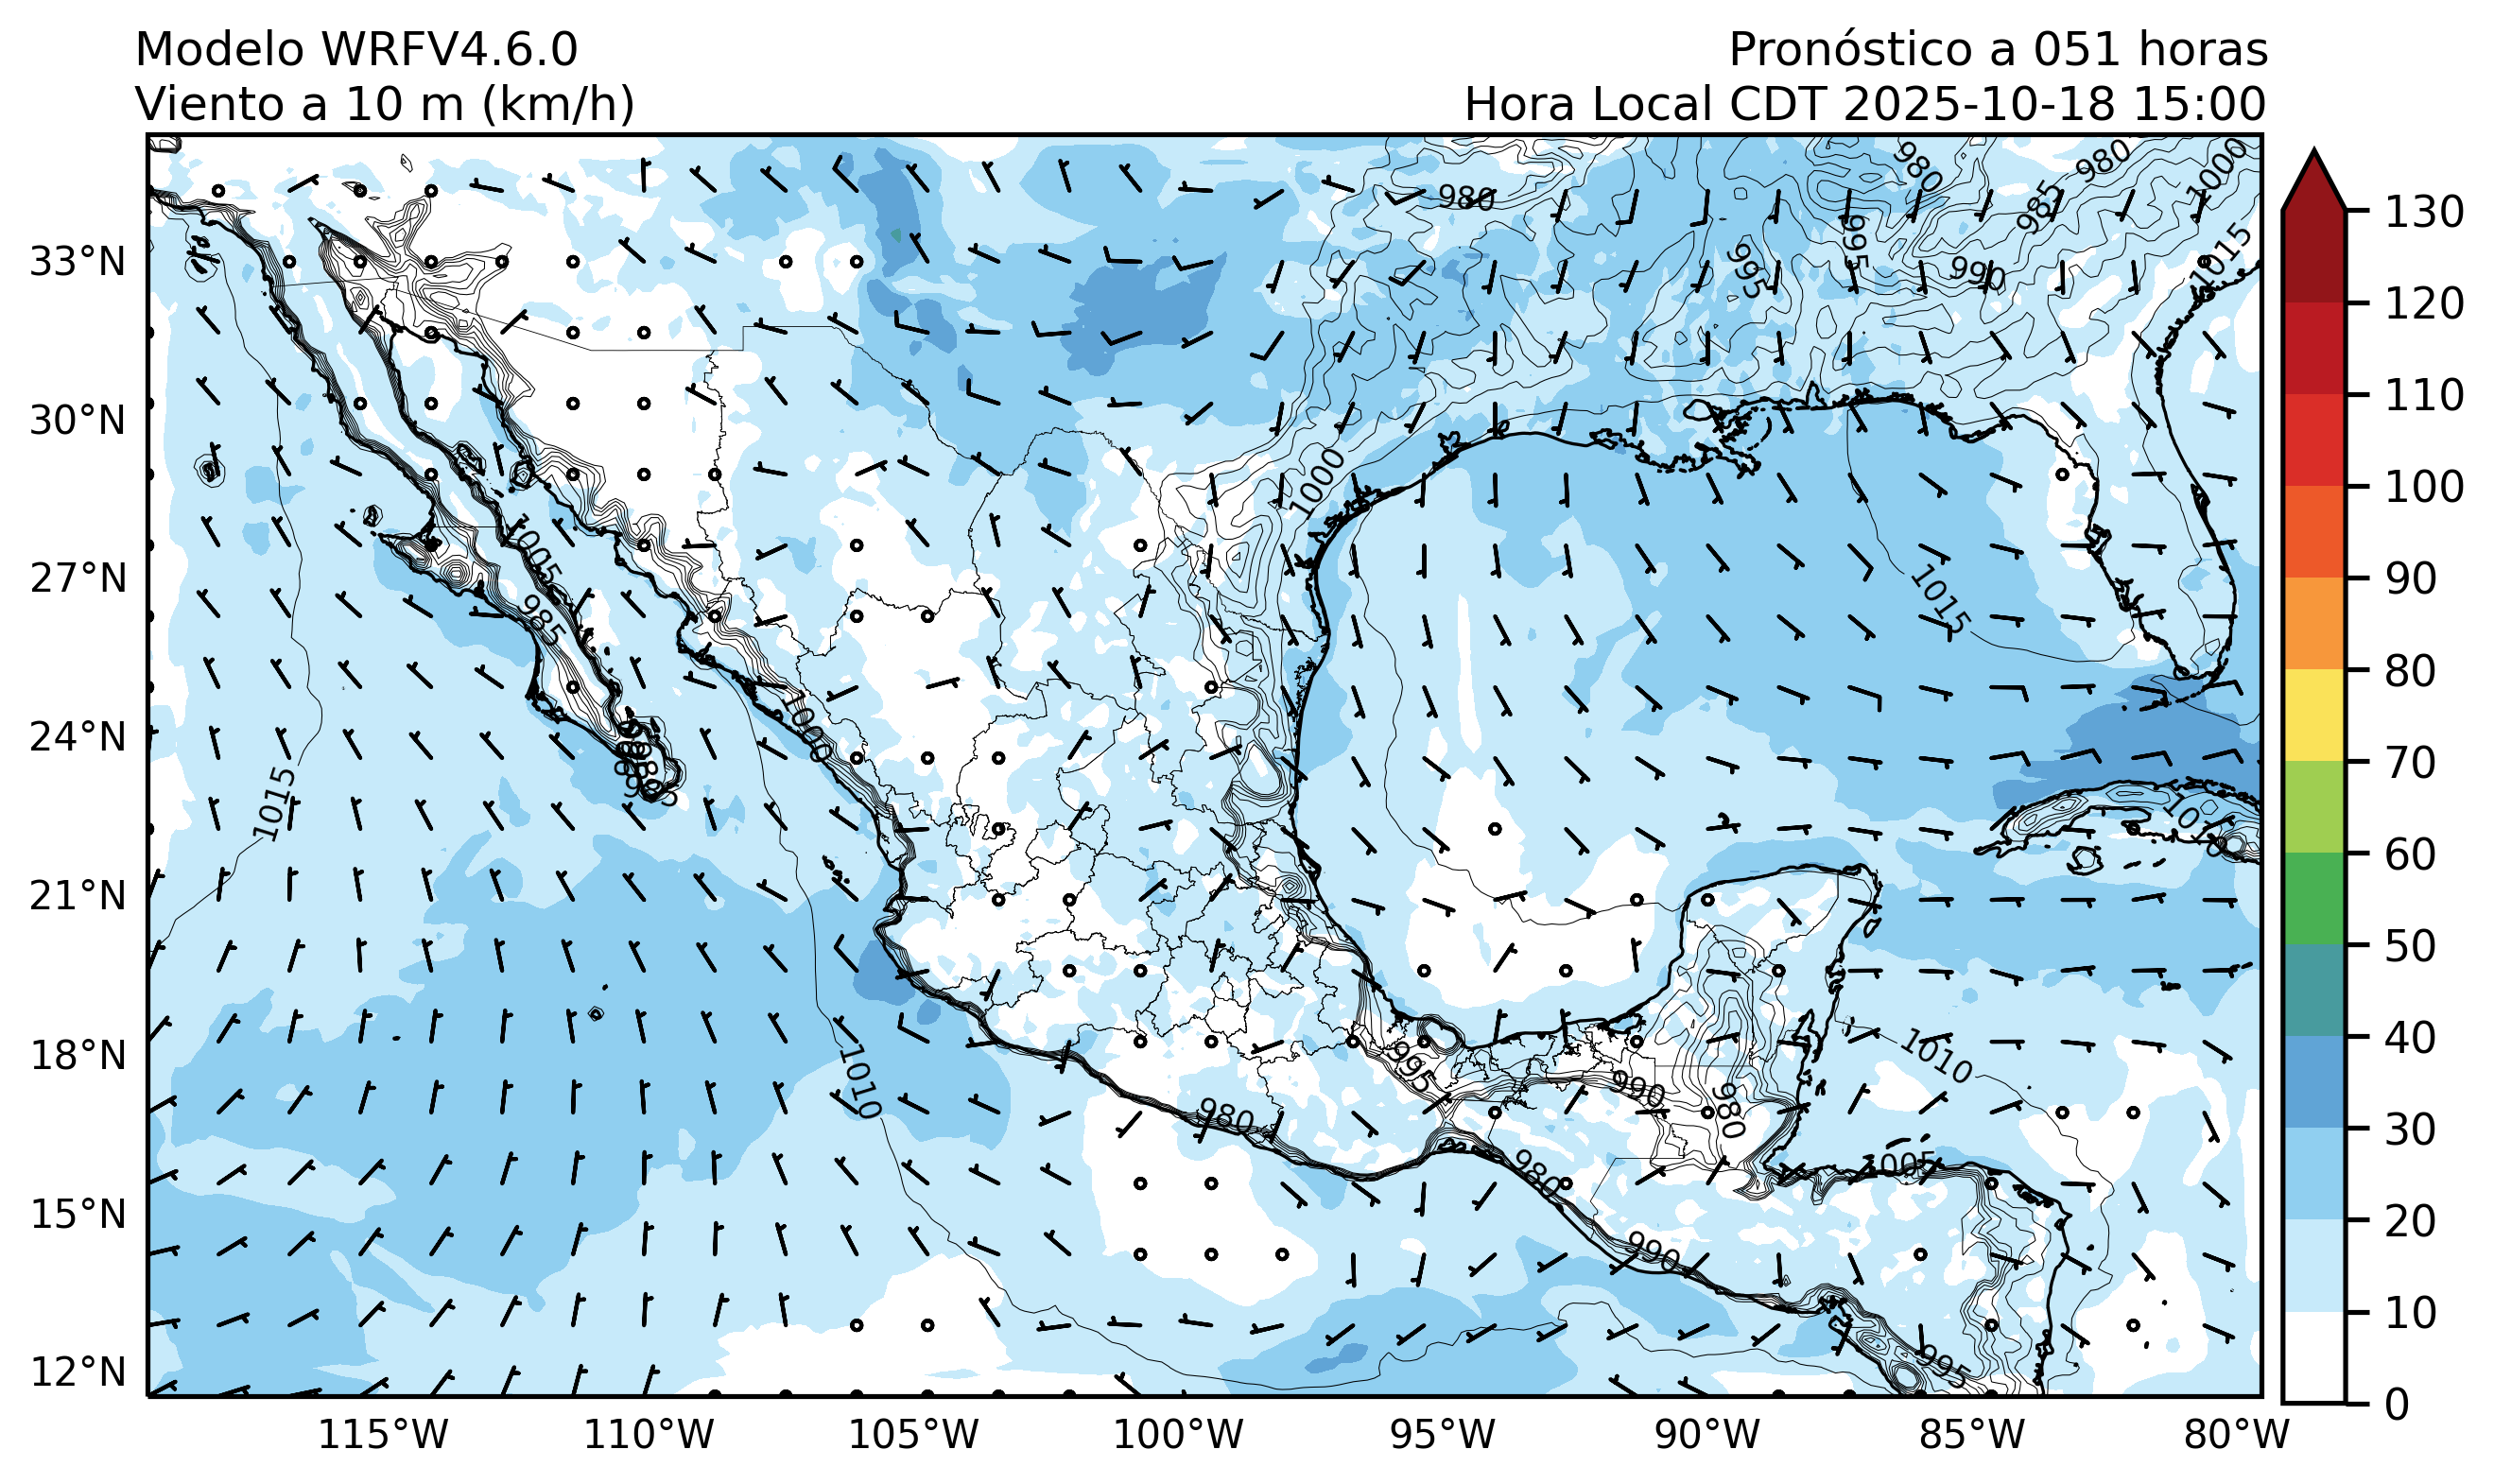 Modelo WRFV4.6.0
Pronóstico a 051 horas
Viento a 10 m (km/h)
Hora Local CDT 2025-10-18 15:00
980
980
980
985
1000
995
995
990
1015
1000
1005
985
1015
1000
1015
985
1010
1010
995
990
980
980
980
1005
990
995
33°N
30°N
27°N
24°N
21°N
18°N
15°N
12°N
115°W
110°W
105°W
100°W
95°W
90°W
85°W
80°W
130
120
110
100
90
80
70
60
50
40
30
20
10
0